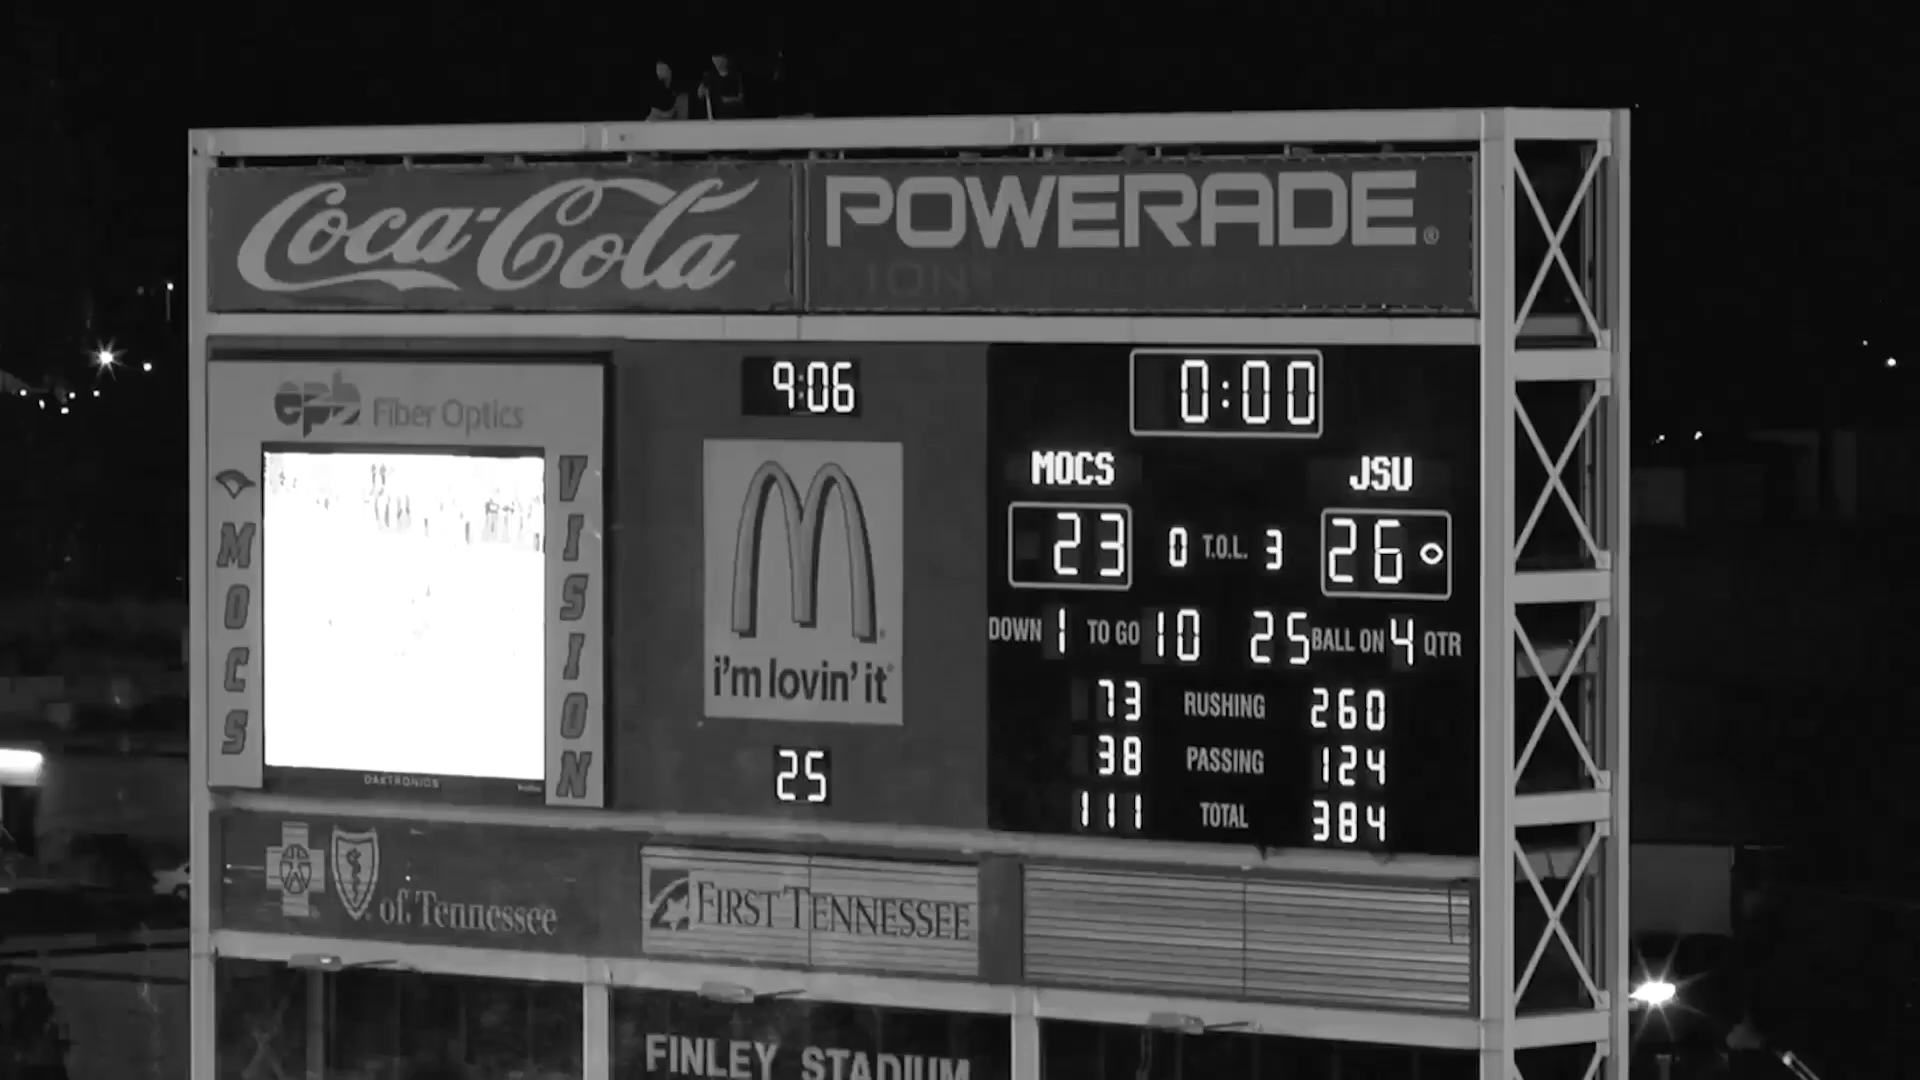 Coca-Cola
POWERADE®
epb Fiber Optics
MOCS
VISION
DAKTRONICS
9:06
i'm lovin' it
25
0:00
MOCS JSU
23 0 T.O.L. 3 26
DOWN 1 TO GO 10 25 BALL ON 4 QTR
73 RUSHING 260
38 PASSING 124
111 TOTAL 384
of Tennessee
FIRST TENNESSEE
FINLEY STADIUM